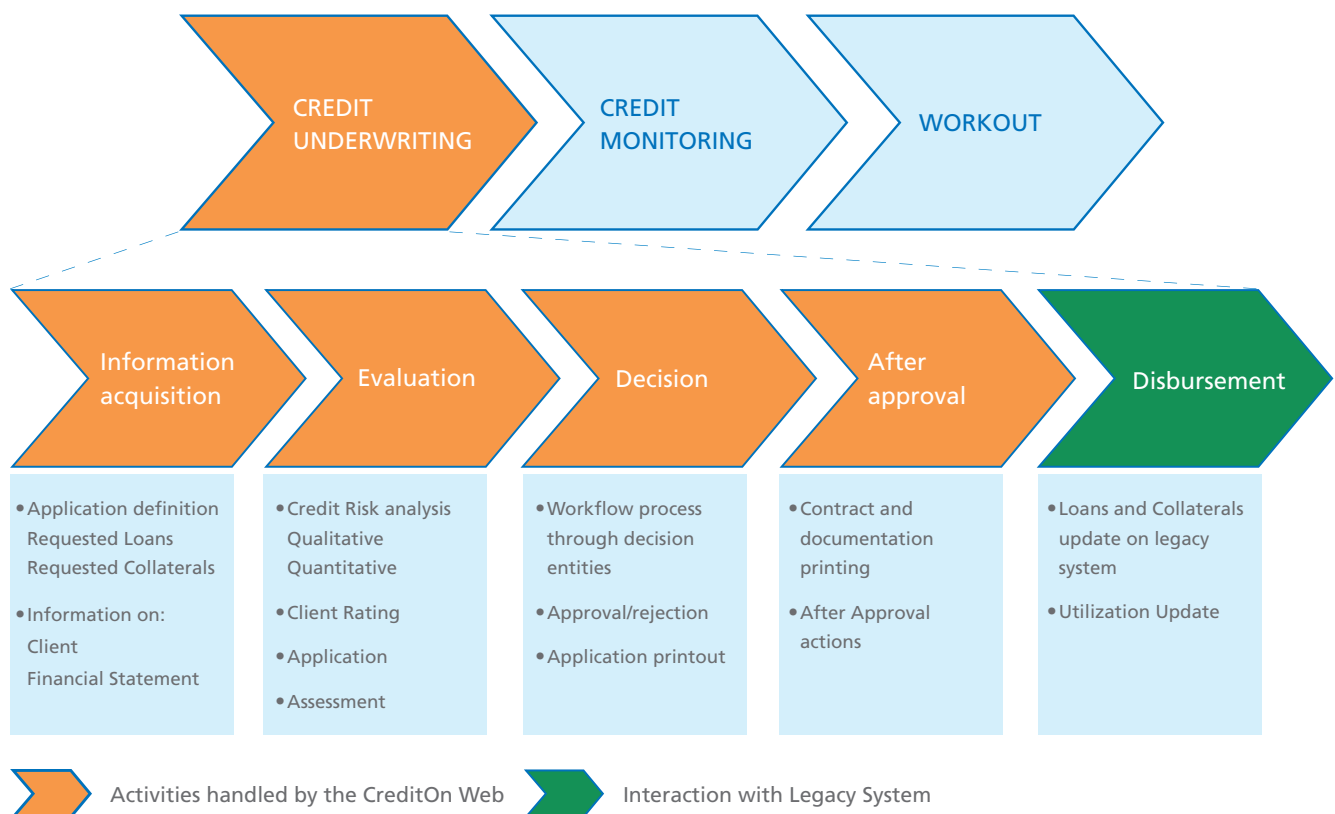 CREDIT
UNDERWRITING
CREDIT
MONITORING
WORKOUT
Information
acquisition
Evaluation
Decision
After
approval
Disbursement
•Application definition
Requested Loans
Requested Collaterals
•Information on:
Client
Financial Statement
•Credit Risk analysis
Qualitative
Quantitative
•Client Rating
•Application
•Assessment
•Workflow process
through decision
entities
•Approval/rejection
•Application printout
•Contract and
documentation
printing
•After Approval
actions
•Loans and Collaterals
update on legacy
system
•Utilization Update
Activities handled by the CreditOn Web
Interaction with Legacy System